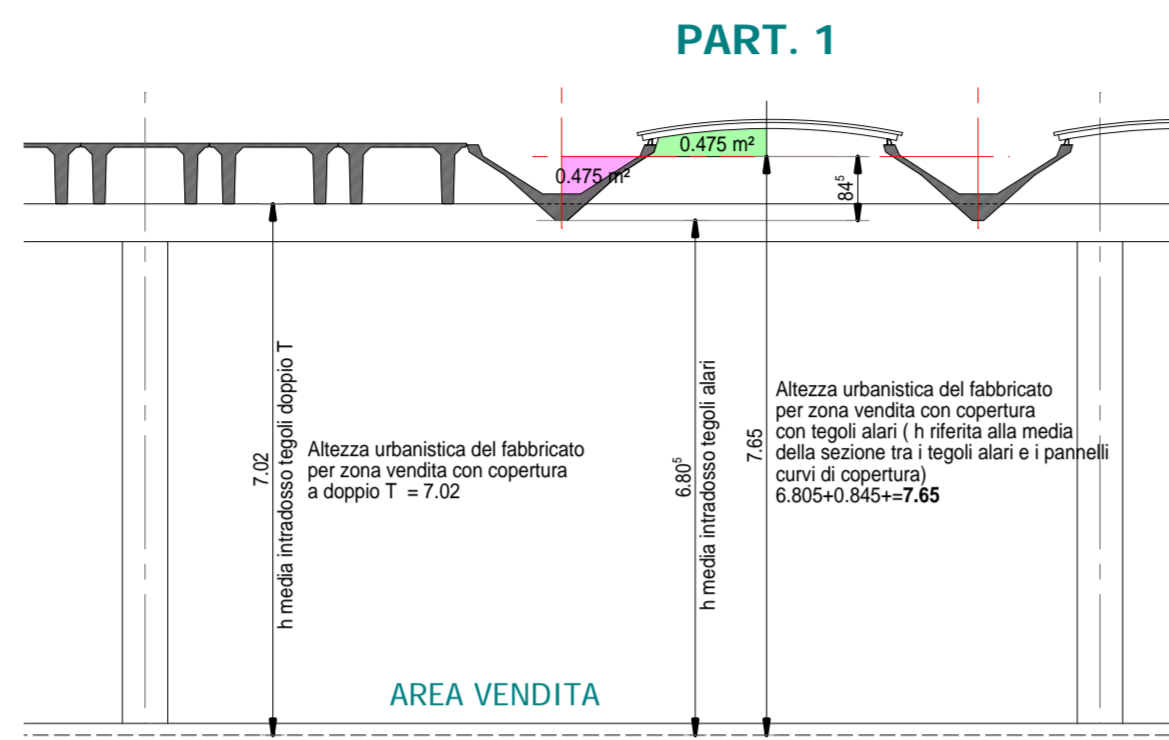 PART. 1
0.475 m²
0.475 m²
84⁵
7.02
h media intradosso tegoli doppio T
Altezza urbanistica del fabbricato
per zona vendita con copertura
a doppio T = 7.02
6.80⁵
h media intradosso tegoli alari
7.65
Altezza urbanistica del fabbricato
per zona vendita con copertura
con tegoli alari ( h riferita alla media
della sezione tra i tegoli alari e i pannelli
curvi di copertura)
6.805+0.845+=7.65
AREA VENDITA